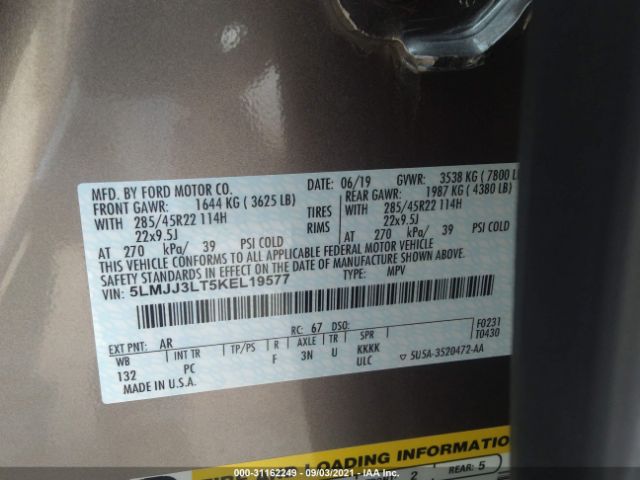 MFD. BY FORD MOTOR CO.
DATE: 06/19 GVWR: 3538 KG ( 7800 L
FRONT GAWR: 1644 KG ( 3625 LB)
REAR GAWR: 1987 KG ( 4380 LB)
WITH 285/45R22 114H TIRES WITH 285/45R22 114H
22x9.5J RIMS 22x9.5J
AT 270 kPa/ 39 PSI COLD AT 270 kPa/ 39 PSI COLD
THIS VEHICLE CONFORMS TO ALL APPLICABLE FEDERAL MOTOR VEHICLE
SAFETY STANDARDS IN EFFECT ON THE DATE OF MANUFACTURE SHOWN ABOVE.
VIN: 5LMJJ3LT5KEL19577 TYPE: MPV
EXT PNT: AR RC: 67 DSO: F0231
WB INT TR TP/PS R AXLE TR SPR T0430
132 PC F 3N U KKKK
ULC ▽ 5U5A-3520472-AA
MADE IN U.S.A.
LOADING INFORMATION
2 REAR: 5
000-31162249 - 09/03/2021 - IAA Inc.